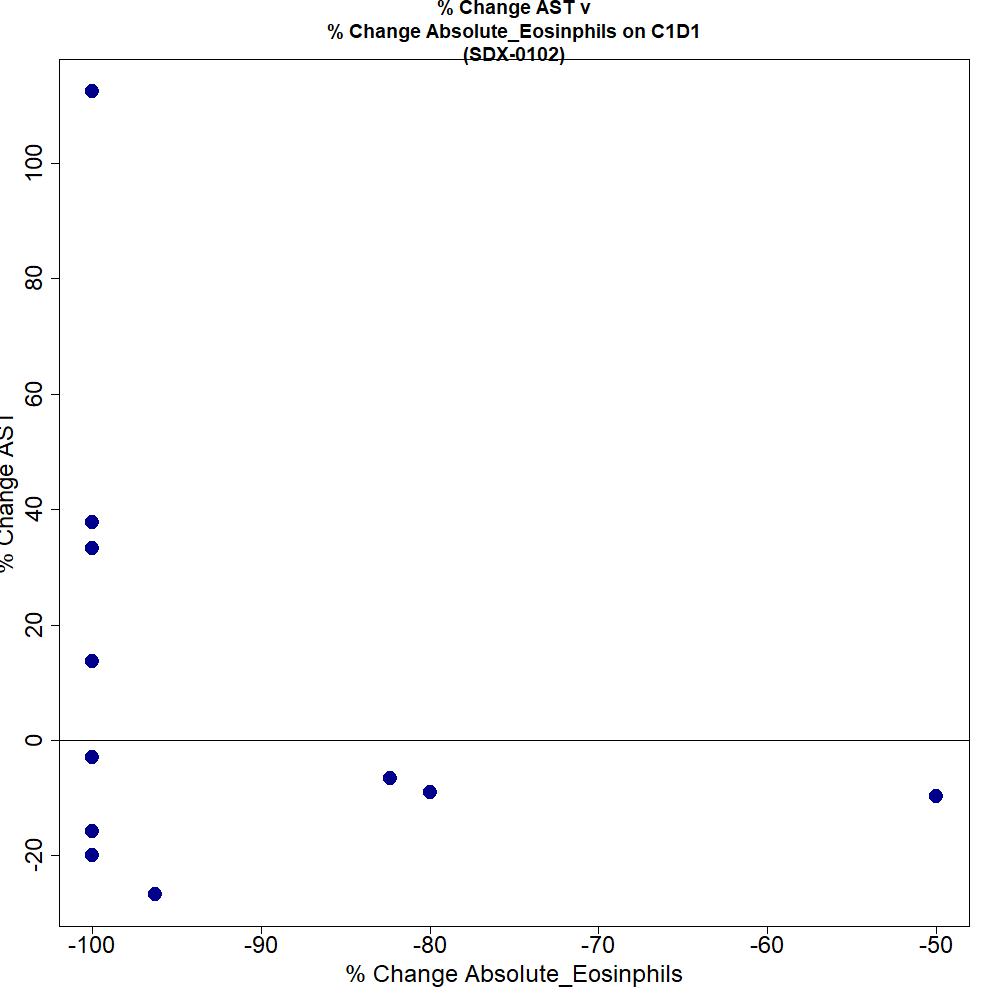 % Change AST v
% Change Absolute_Eosinphils on C1D1
(SDX-0102)
% Change AST
100
80
60
40
20
0
-20
-100
-90
-80
-70
-60
-50
% Change Absolute_Eosinphils